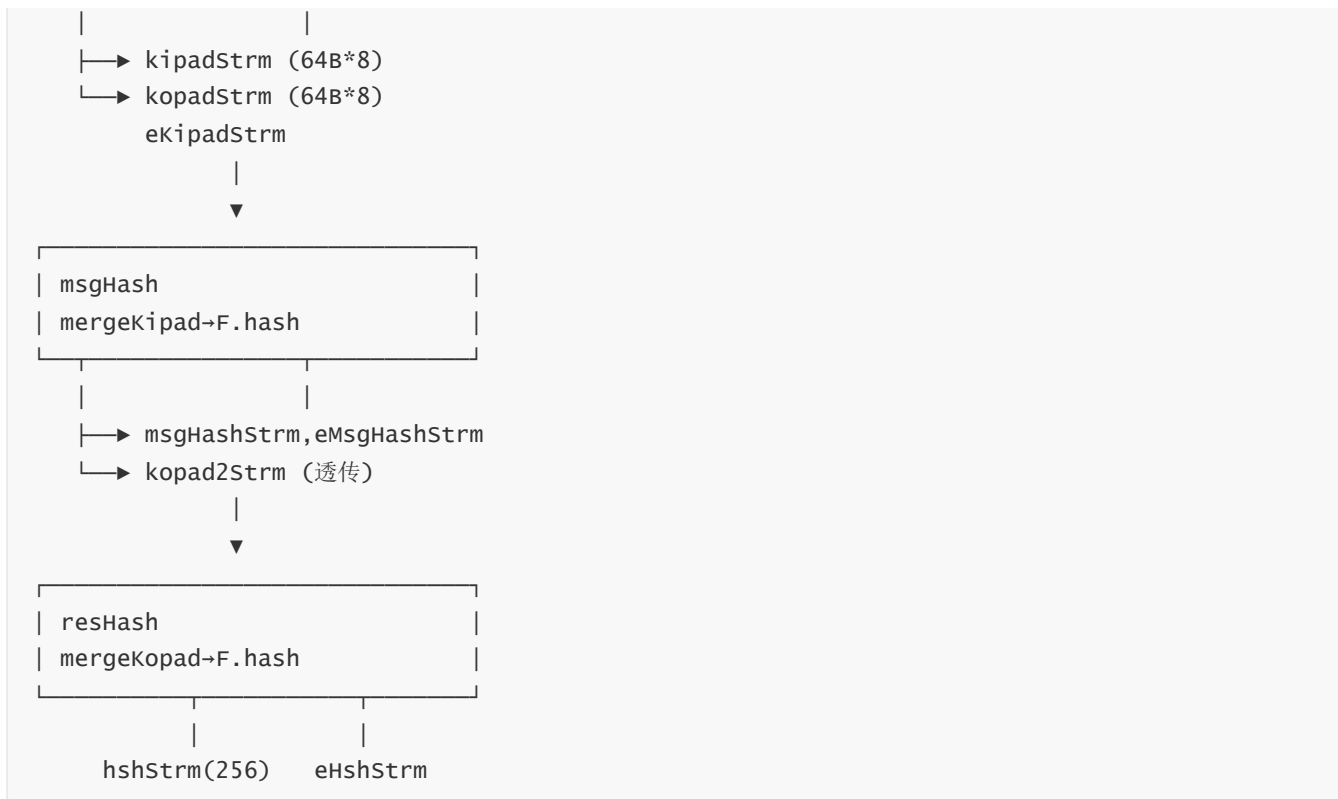 kipadStrm (64B*8)
kopadStrm (64B*8)
eKipadStrm
msgHash
mergeKipad→F.hash
msgHashStrm,eMsgHashStrm
kopad2Strm (透传)
resHash
mergeKopad→F.hash
hshStrm(256) eHshStrm